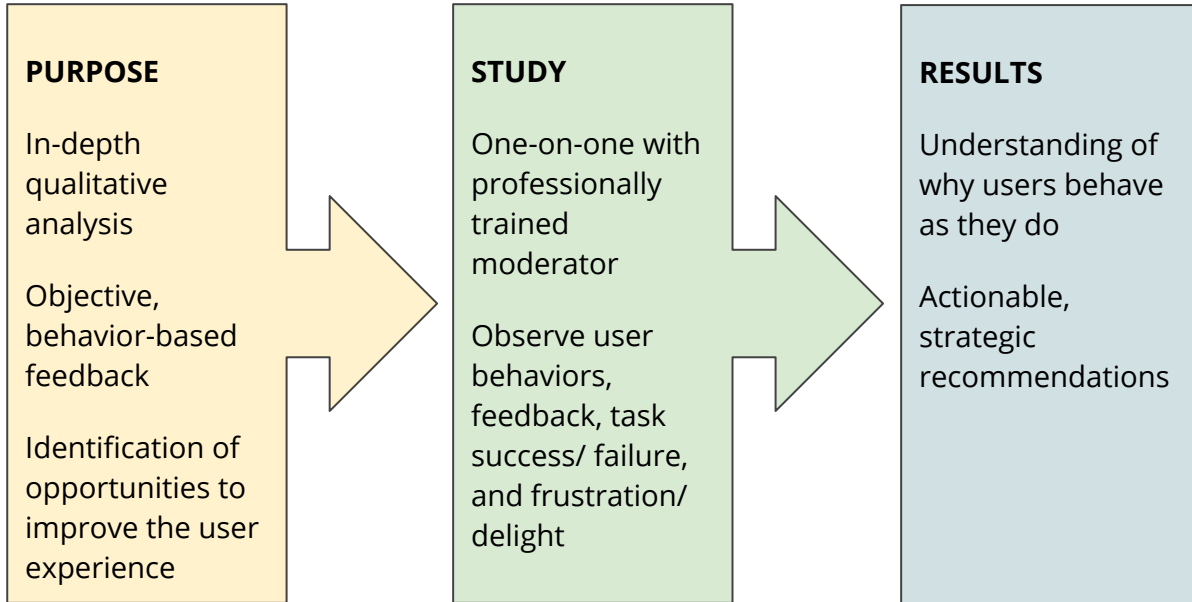 PURPOSE
In-depth
qualitative
analysis
Objective,
behavior-based
feedback
Identification of
opportunities to
improve the user
experience
STUDY
One-on-one with
professionally
trained
moderator
Observe user
behaviors,
feedback, task
success/ failure,
and frustration/
delight
RESULTS
Understanding of
why users behave
as they do
Actionable,
strategic
recommendations